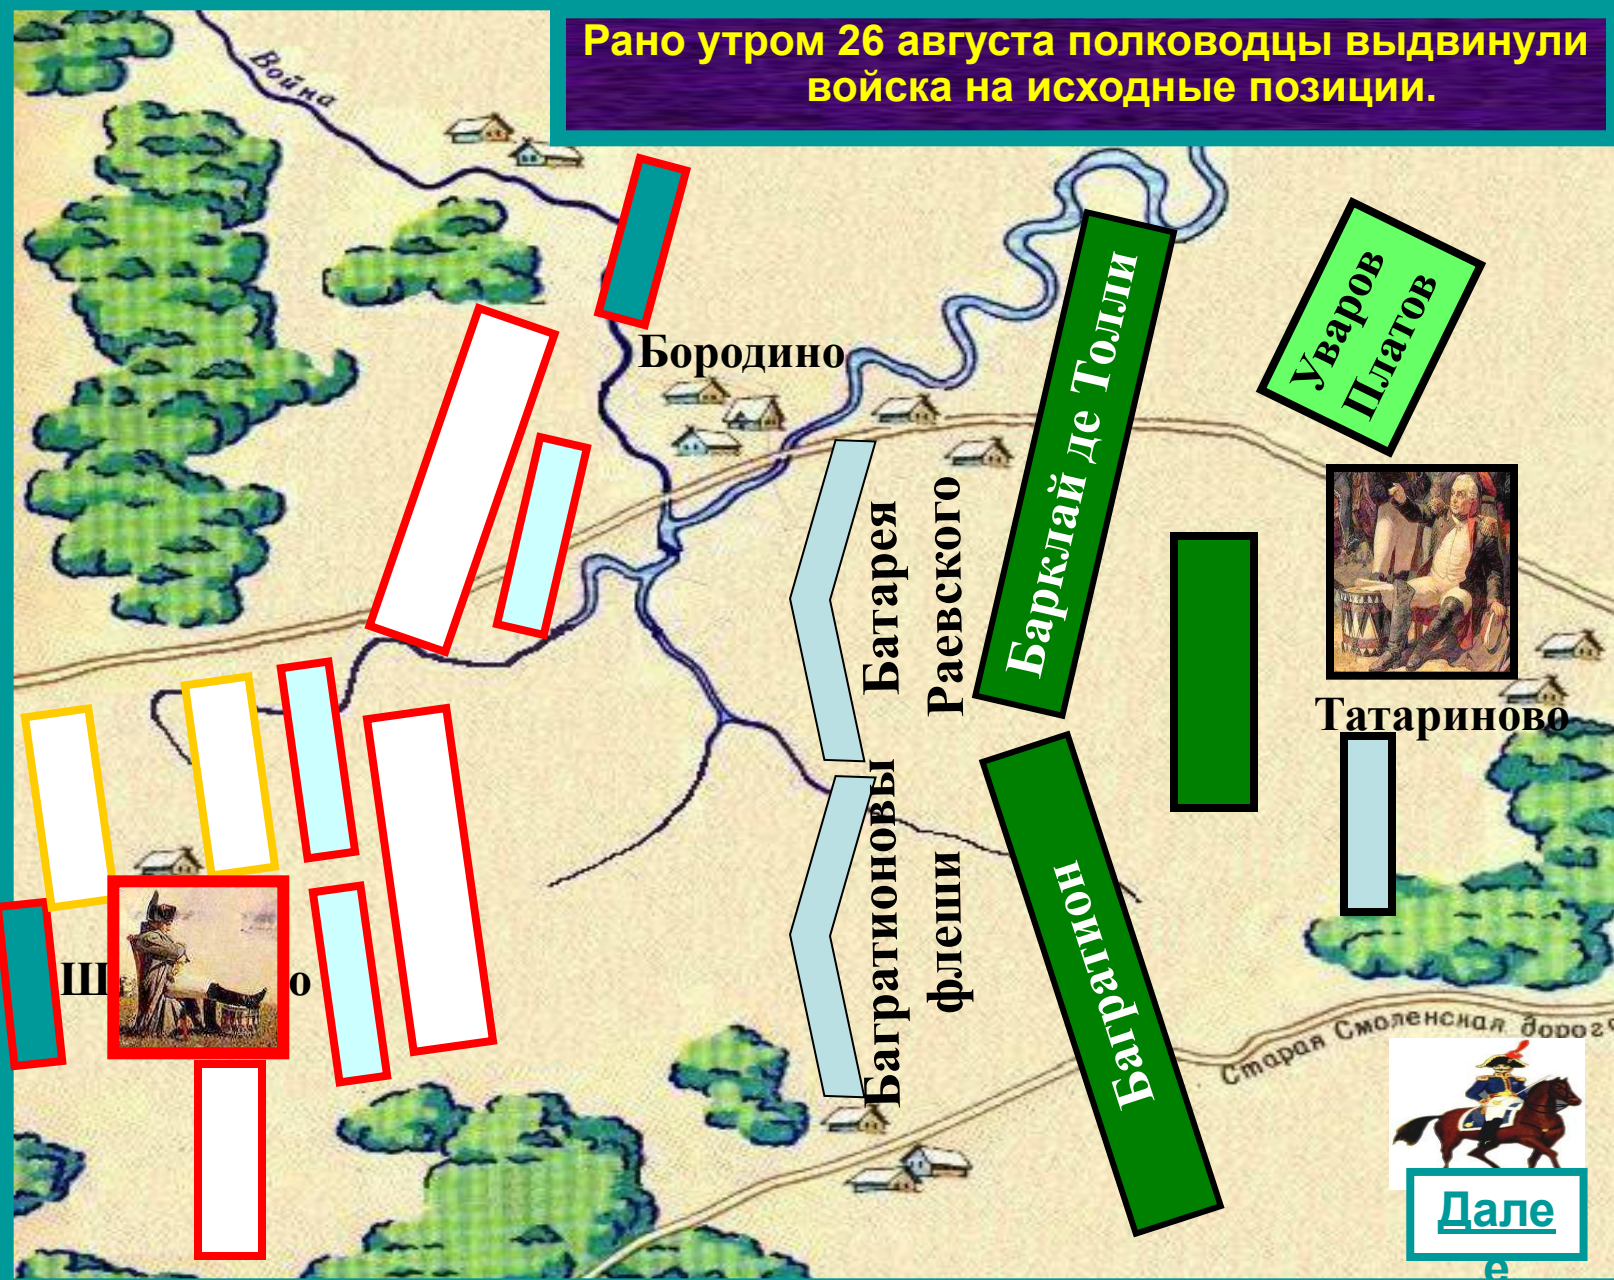 Рано утром 26 августа полководцы выдвинули
войска на исходные позиции.
Война
Бородино
Батарея
Раевского
Барклай де Толли
Уваров
Платов
Татариново
Багратионовы
флеши
Багратион
Ш о
Старая Смоленская дорога
Дале
е